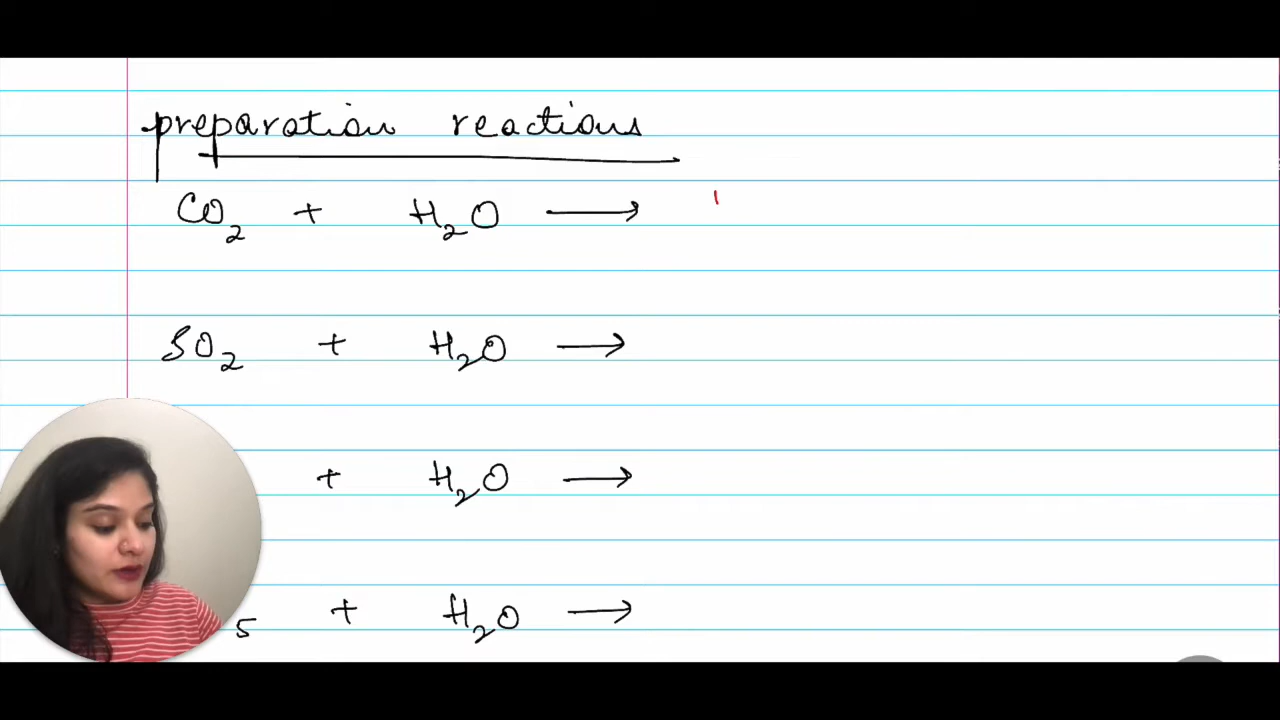 preparation reactions
CO₂ + H₂O →
SO₂ + H₂O →
+ H₂O →
5 + H₂O →